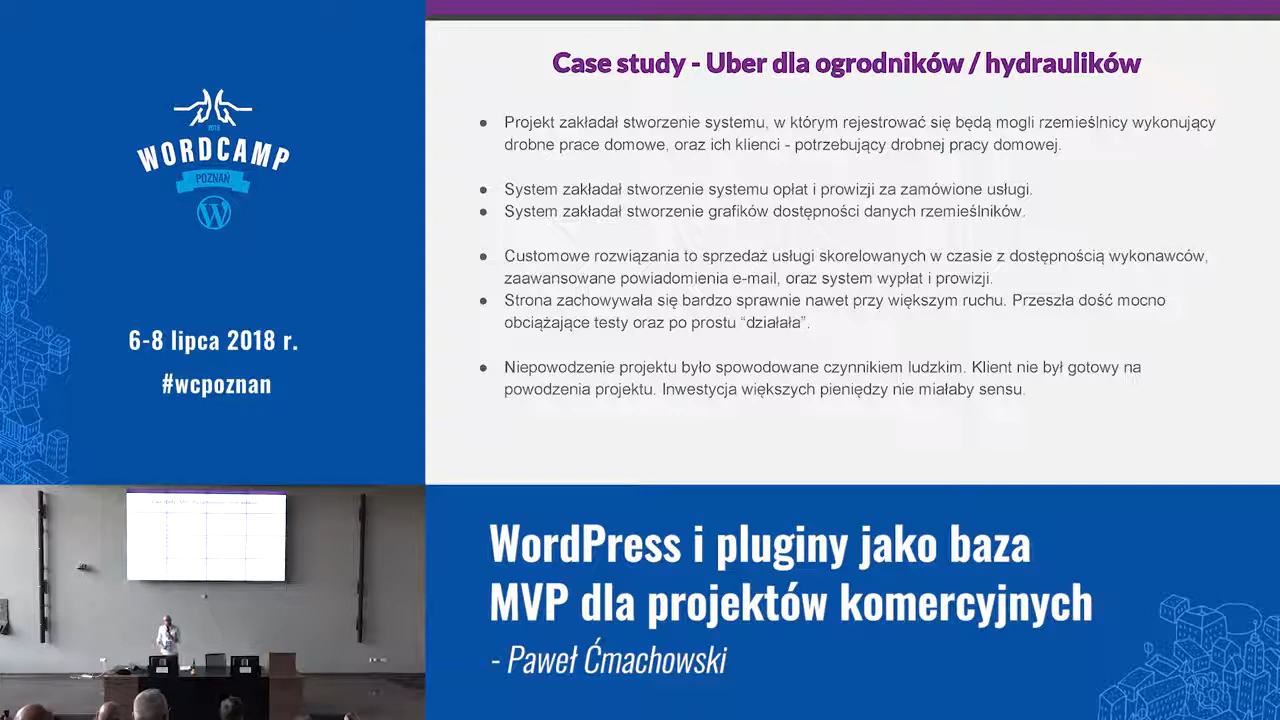 2018
WORDCAMP
POZNAŃ
6-8 lipca 2018 r.
#wcpoznan
Case study - Uber dla ogrodników / hydraulików
● Projekt zakładał stworzenie systemu, w którym rejestrować się będą mogli rzemieślnicy wykonujący
drobne prace domowe, oraz ich klienci - potrzebujący drobnej pracy domowej.
● System zakładał stworzenie systemu opłat i prowizji za zamówione usługi.
● System zakładał stworzenie grafików dostępności danych rzemieślników.
● Customowe rozwiązania to sprzedaż usługi skorelowanych w czasie z dostępnością wykonawców,
zaawansowane powiadomienia e-mail, oraz system wypłat i prowizji.
● Strona zachowywała się bardzo sprawnie nawet przy większym ruchu. Przeszła dość mocno
obciążające testy oraz po prostu “działała”.
● Niepowodzenie projektu było spowodowane czynnikiem ludzkim. Klient nie był gotowy na
powodzenia projektu. Inwestycja większych pieniędzy nie miałaby sensu.
WordPress i pluginy jako baza
MVP dla projektów komercyjnych
- Paweł Ćmachowski